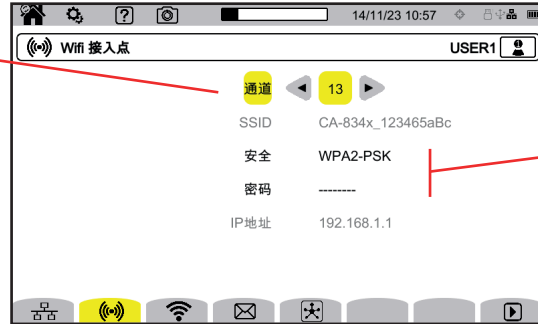 14/11/23 10:57
Wifi 接入点 USER1
通道 13
SSID CA-834x_123465aBc
安全 WPA2-PSK
密码 --------
IP地址 192.168.1.1